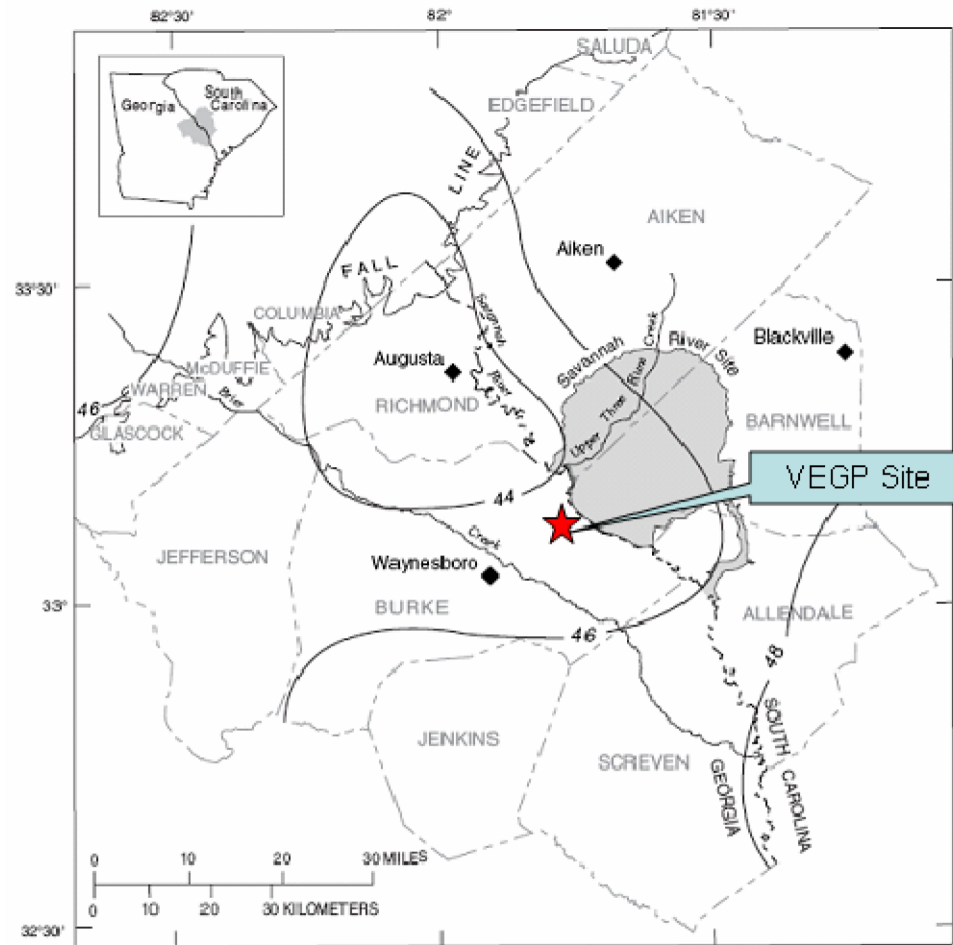 82°30'
82°
81°30'
SALUDA
EDGEFIELD
Georgia
South
Carolina
LINE
AIKEN
Aiken
FALL
33°30'
COLUMBIA
Savannah
River
Savannah River Site
Blackville
Augusta
McDUFFIE
WARREN
Brier
RICHMOND
Upper Three Runs Creek
46
GLASCOCK
BARNWELL
VEGP Site
44
JEFFERSON
Creek
Waynesboro
33°
BURKE
ALLENDALE
46
48
JENKINS
SCREVEN
GEORGIA
SOUTH CAROLINA
0 10 20 30 MILES
0 10 20 30 KILOMETERS
32°30'